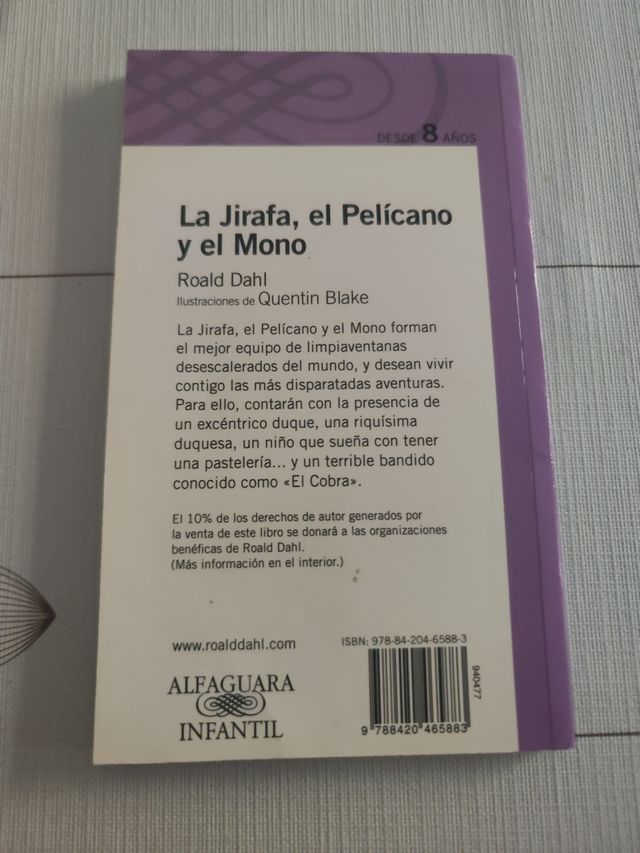 DESDE 8 AÑOS
La Jirafa, el Pelícano
y el Mono
Roald Dahl
Ilustraciones de Quentin Blake
La Jirafa, el Pelícano y el Mono forman
el mejor equipo de limpiaventanas
desescalerados del mundo, y desean vivir
contigo las más disparatadas aventuras.
Para ello, contarán con la presencia de
un excéntrico duque, una riquísima
duquesa, un niño que sueña con tener
una pastelería... y un terrible bandido
conocido como «El Cobra».
El 10% de los derechos de autor generados por
la venta de este libro se donará a las organizaciones
benéficas de Roald Dahl.
(Más información en el interior.)
www.roalddahl.com
ISBN: 978-84-204-6588-3
940477
9 788420 465883
ALFAGUARA
INFANTIL